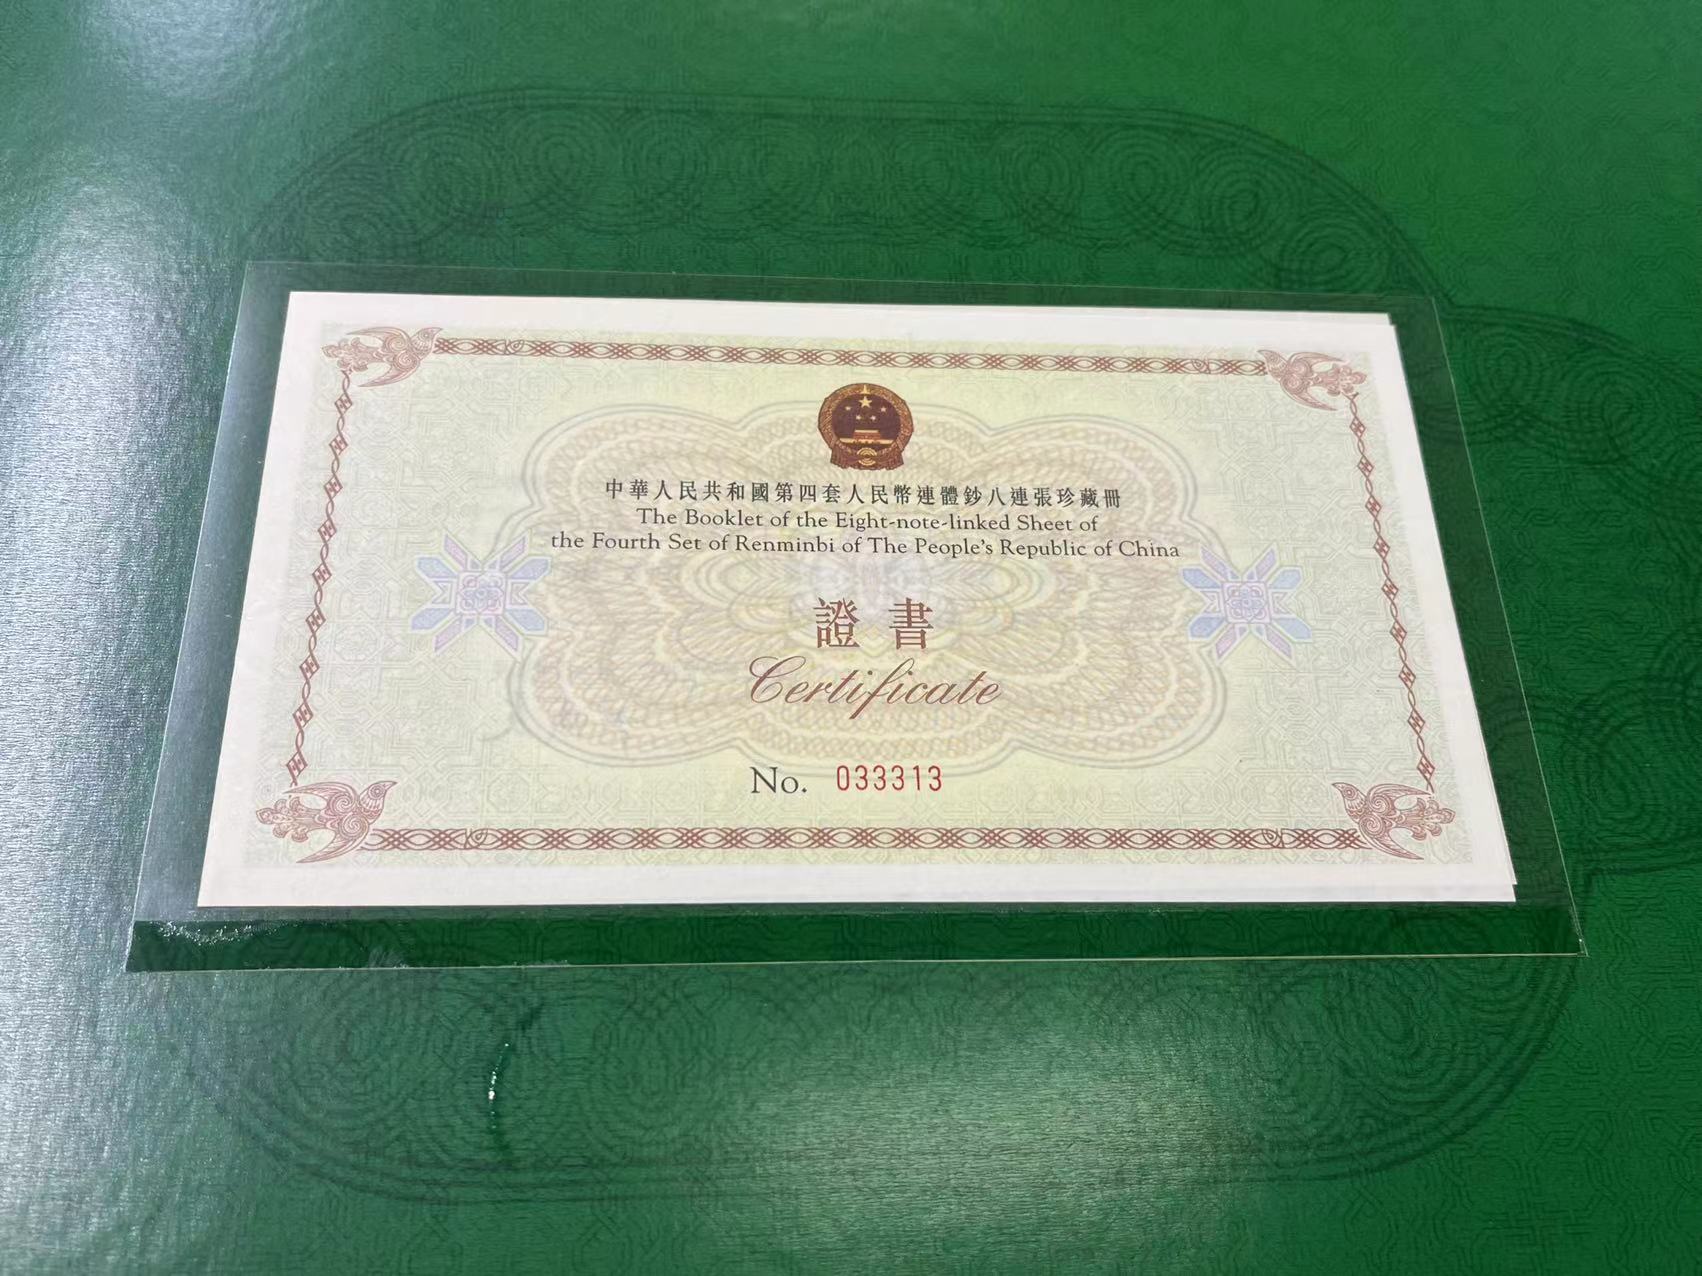 中華人民共和國第四套人民幣連體鈔八連張珍藏冊
The Booklet of the Eight-note-linked Sheet of
the Fourth Set of Renminbi of The People's Republic of China
證書
Certificate
No. 033313